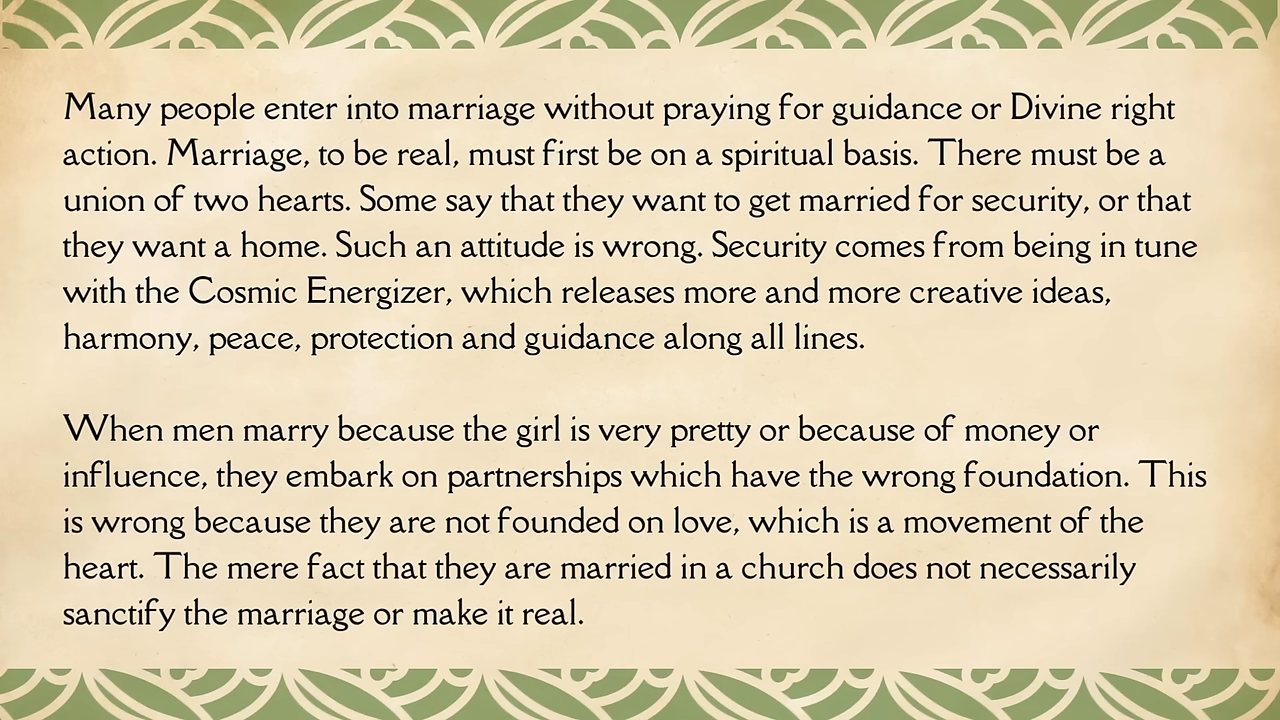 Many people enter into marriage without praying for guidance or Divine right
action. Marriage, to be real, must first be on a spiritual basis. There must be a
union of two hearts. Some say that they want to get married for security, or that
they want a home. Such an attitude is wrong. Security comes from being in tune
with the Cosmic Energizer, which releases more and more creative ideas,
harmony, peace, protection and guidance along all lines.
When men marry because the girl is very pretty or because of money or
influence, they embark on partnerships which have the wrong foundation. This
is wrong because they are not founded on love, which is a movement of the
heart. The mere fact that they are married in a church does not necessarily
sanctify the marriage or make it real.